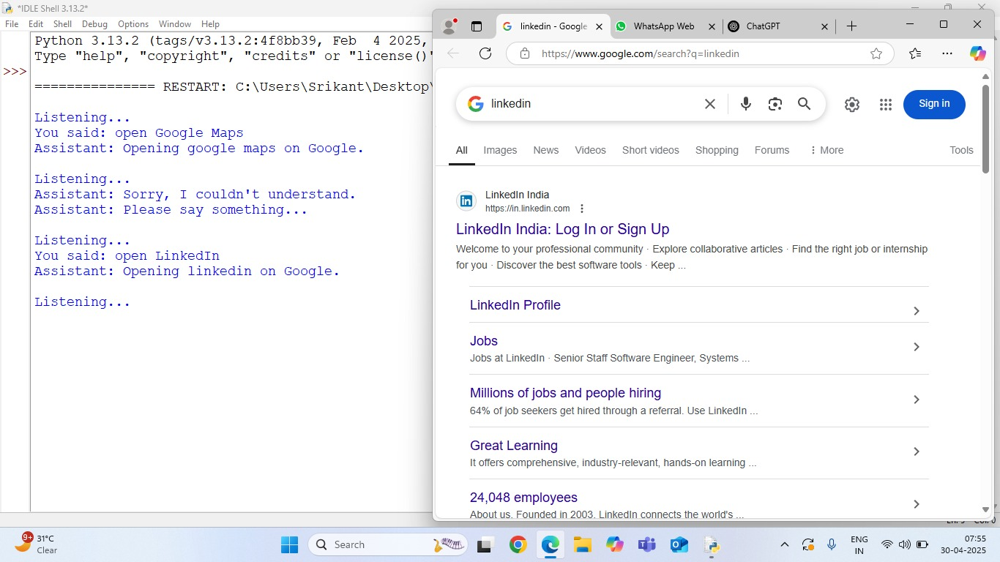 *IDLE Shell 3.13.2*
File Edit Shell Debug Options Window Help
Python 3.13.2 (tags/v3.13.2:4f8bb39, Feb  4 2025,
Type "help", "copyright", "credits" or "license()"
>>>
=============== RESTART: C:\Users\Srikant\Desktop\
Listening...
You said: open Google Maps
Assistant: Opening google maps on Google.
Listening...
Assistant: Sorry, I couldn't understand.
Assistant: Please say something...
Listening...
You said: open LinkedIn
Assistant: Opening linkedin on Google.
Listening...
linkedin - Google
WhatsApp Web
ChatGPT
https://www.google.com/search?q=linkedin
linkedin
Sign in
All Images News Videos Short videos Shopping Forums More Tools
LinkedIn India
https://in.linkedin.com
LinkedIn India: Log In or Sign Up
Welcome to your professional community · Explore collaborative articles · Find the right job or internship
for you · Discover the best software tools · Keep ...
LinkedIn Profile
Jobs
Jobs at LinkedIn · Senior Staff Software Engineer, Systems ...
Millions of jobs and people hiring
64% of job seekers get hired through a referral. Use LinkedIn ...
Great Learning
It offers comprehensive, industry-relevant, hands-on learning ...
24,048 employees
About us. Founded in 2003. LinkedIn connects the world's ...
9+
31°C
Clear
Search
ENG
IN
07:55
30-04-2025